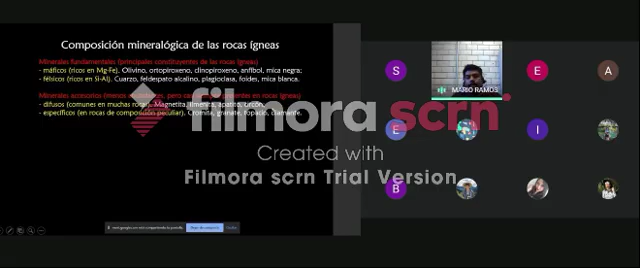 Composición mineralógica de las rocas ígneas
Minerales fundamentales (principales constituyentes de las rocas ígneas)
- máficos (ricos en Mg-Fe). Olivino, ortopiroxeno, clinopiroxeno, anfíbol, mica negra;
- félsicos (ricos en Si-Al). Cuarzo, feldespato alcalino, plagioclasa, foides, mica blanca.
Minerales accesorios
- difusos (comunes en muchas rocas). Magnetita, ilmenita, apatito, circón.
- específicos (en rocas de composición peculiar). Cromita, granate, topacio, diamante.
filmora scrn
Created with
Filmora scrn Trial Version
S
MARIO RAMOS
E
A
E
I
B